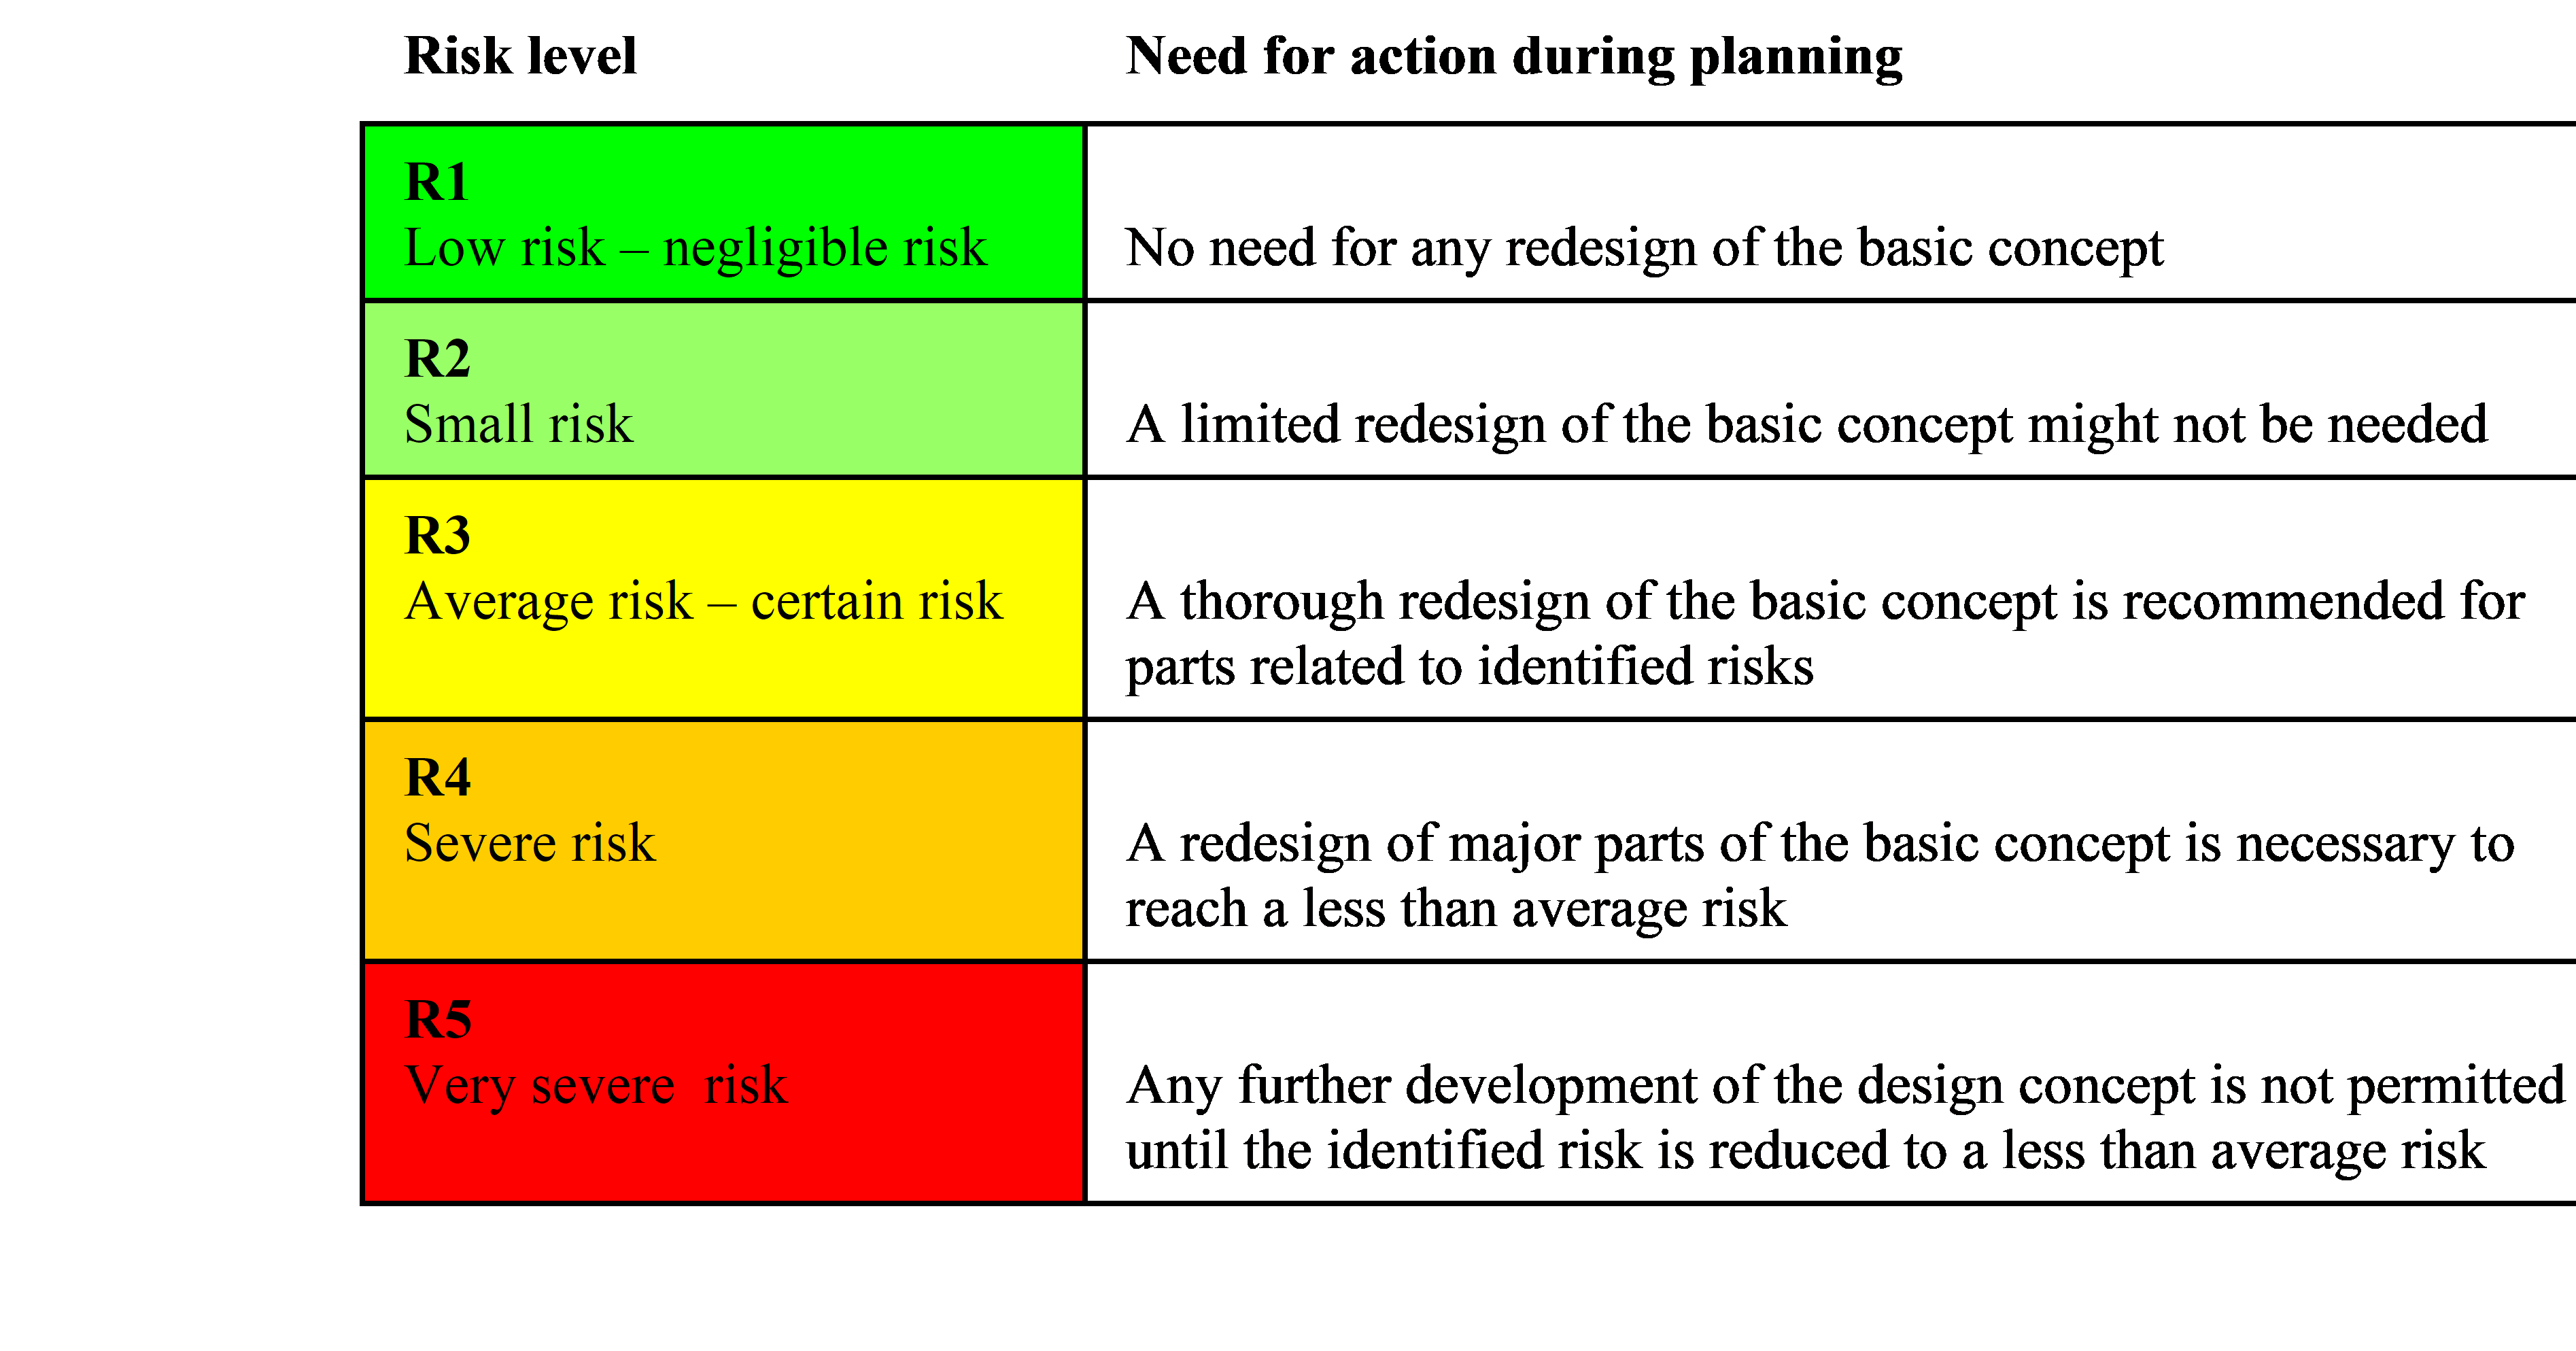 Risk level Need for action during planning
R1
Low risk – negligible risk No need for any redesign of the basic concept
R2
Small risk A limited redesign of the basic concept might not be needed
R3
Average risk – certain risk A thorough redesign of the basic concept is recommended for
parts related to identified risks
R4
Severe risk A redesign of major parts of the basic concept is necessary to
reach a less than average risk
R5
Very severe  risk Any further development of the design concept is not permitted
until the identified risk is reduced to a less than average risk